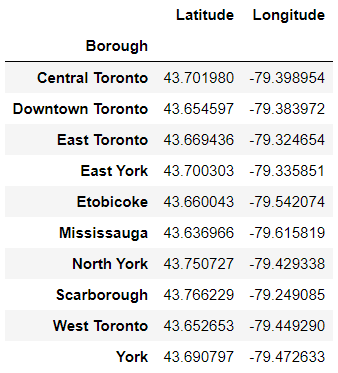 Latitude Longitude
Borough
Central Toronto 43.701980 -79.398954
Downtown Toronto 43.654597 -79.383972
East Toronto 43.669436 -79.324654
East York 43.700303 -79.335851
Etobicoke 43.660043 -79.542074
Mississauga 43.636966 -79.615819
North York 43.750727 -79.429338
Scarborough 43.766229 -79.249085
West Toronto 43.652653 -79.449290
York 43.690797 -79.472633